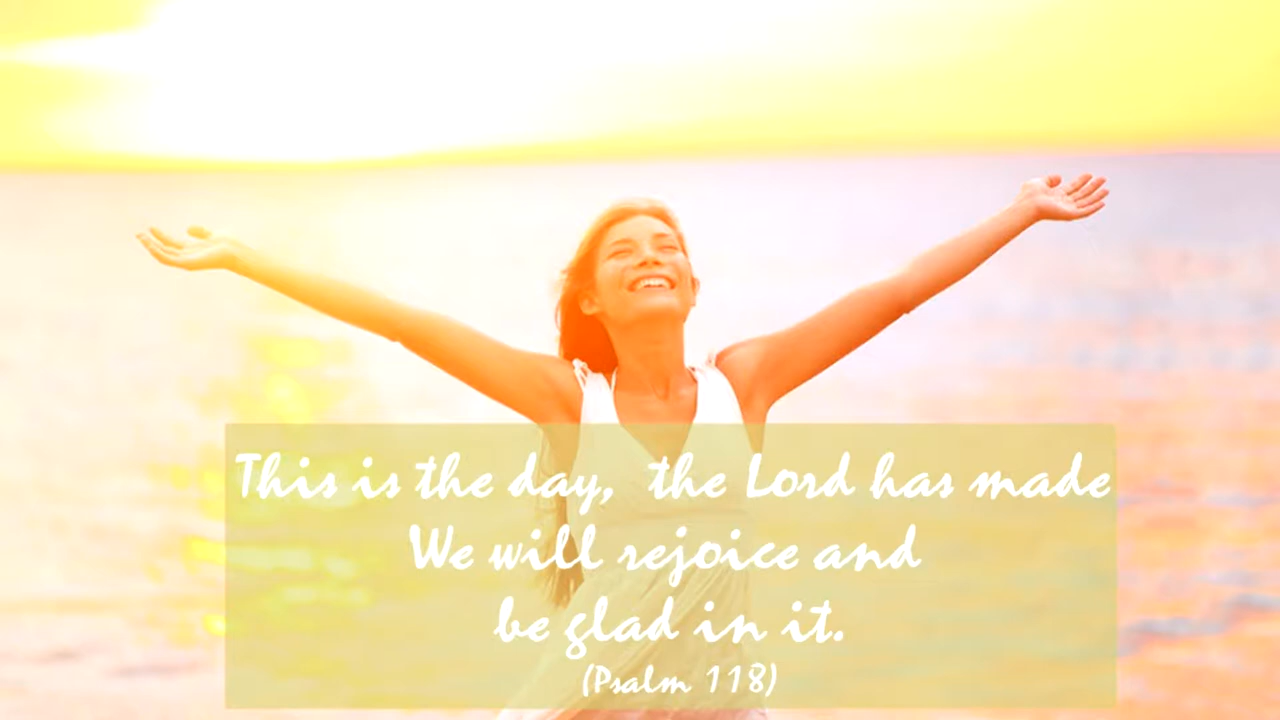 This is the day, the Lord has made
We will rejoice and
be glad in it.
(Psalm 118)